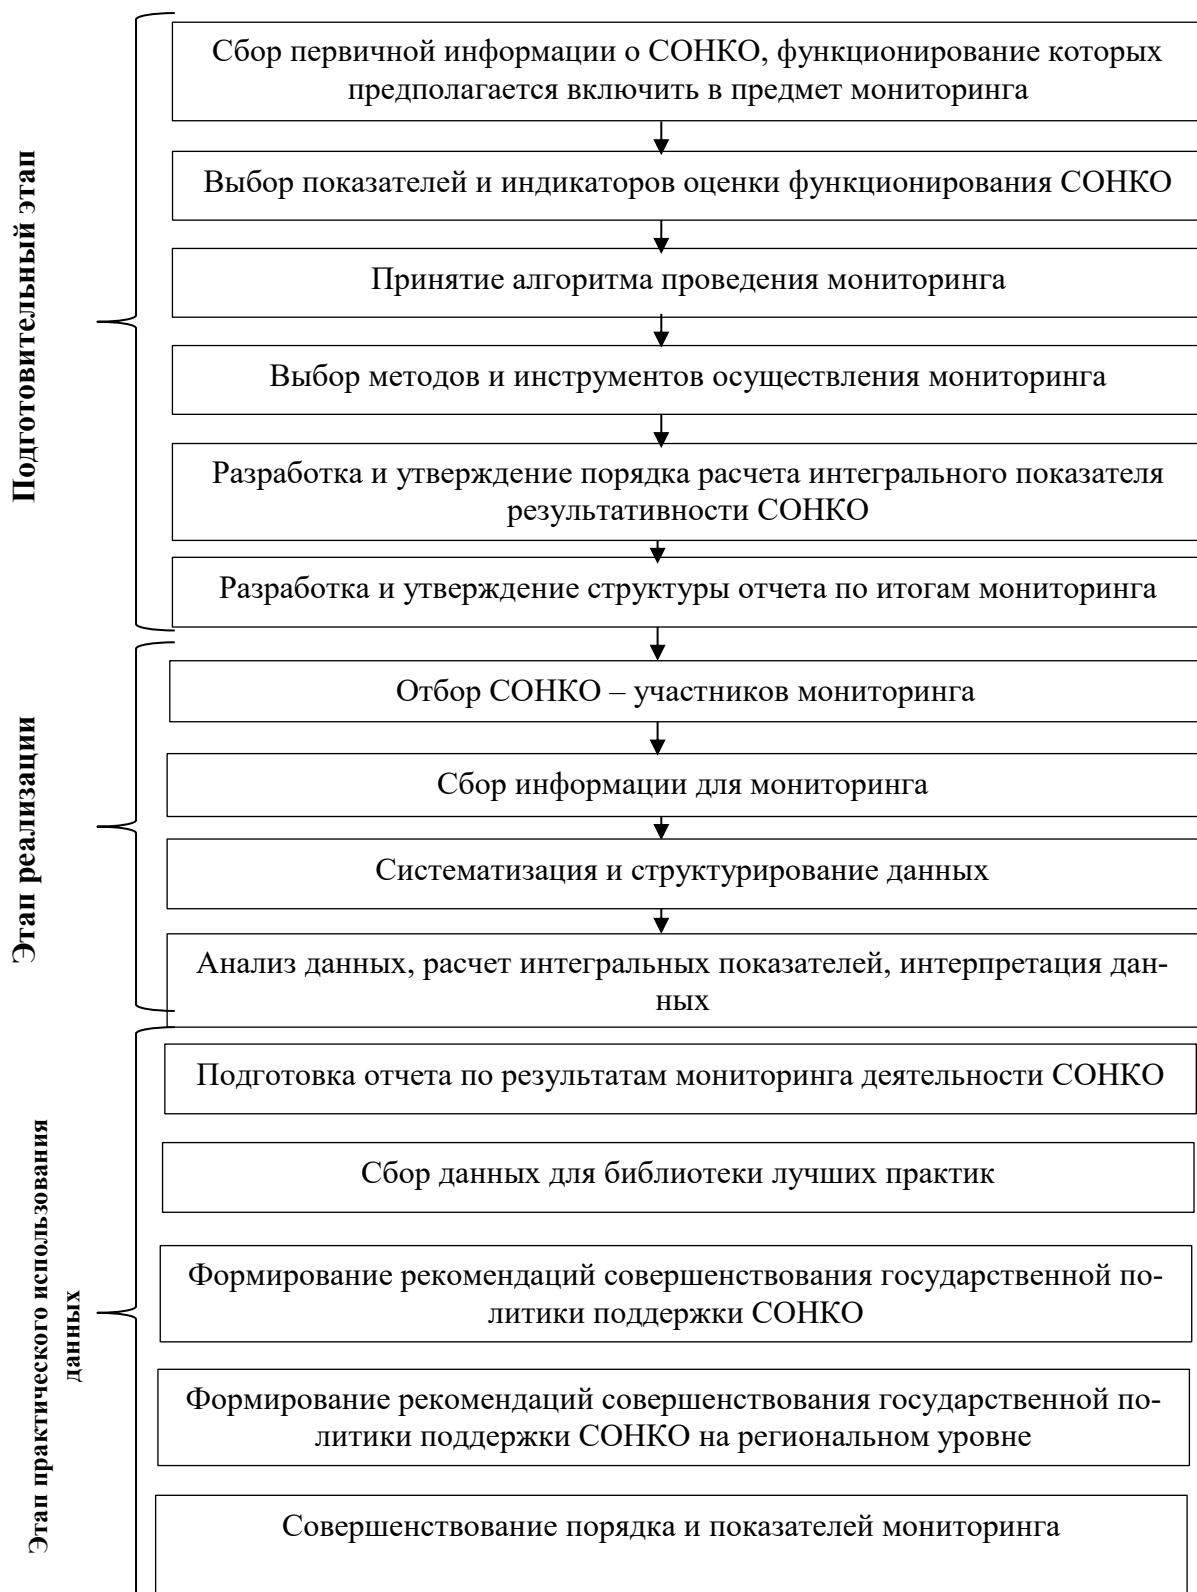 Подготовительный этап
Сбор первичной информации о СОНКО, функционирование которых
предполагается включить в предмет мониторинга
Выбор показателей и индикаторов оценки функционирования СОНКО
Принятие алгоритма проведения мониторинга
Выбор методов и инструментов осуществления мониторинга
Разработка и утверждение порядка расчета интегрального показателя
результативности СОНКО
Разработка и утверждение структуры отчета по итогам мониторинга
Этап реализации
Отбор СОНКО – участников мониторинга
Сбор информации для мониторинга
Систематизация и структурирование данных
Анализ данных, расчет интегральных показателей, интерпретация дан-
ных
Этап практического использования
данных
Подготовка отчета по результатам мониторинга деятельности СОНКО
Сбор данных для библиотеки лучших практик
Формирование рекомендаций совершенствования государственной по-
литики поддержки СОНКО
Формирование рекомендаций совершенствования государственной по-
литики поддержки СОНКО на региональном уровне
Совершенствование порядка и показателей мониторинга